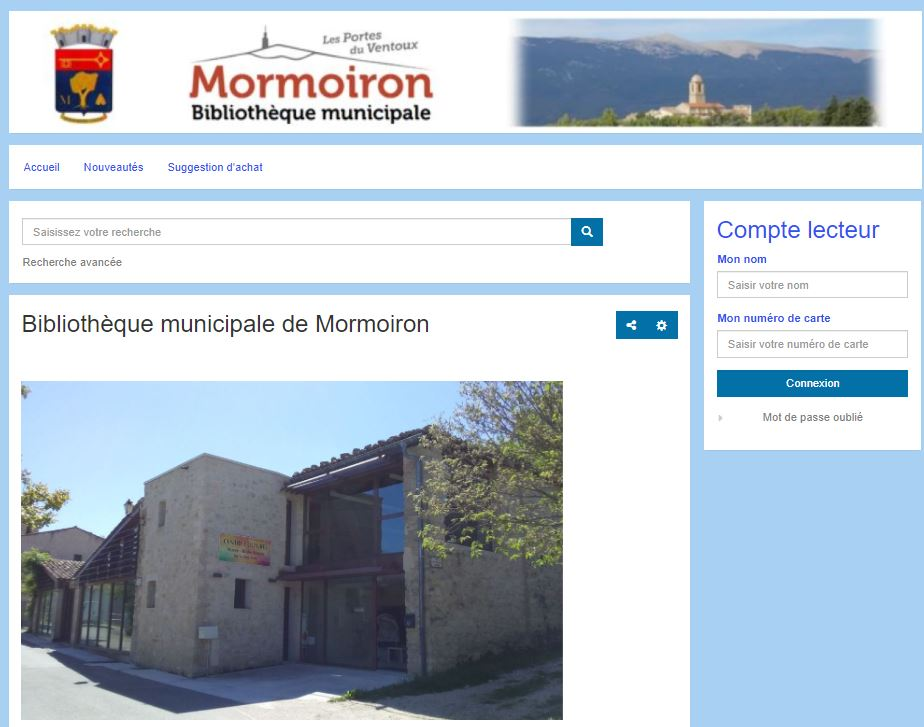 Les Portes
du Ventoux
Mormoiron
Bibliothèque municipale
Accueil
Nouveautés
Suggestion d'achat
Saisissez votre recherche
Recherche avancée
Bibliothèque municipale de Mormoiron
Compte lecteur
Mon nom
Saisir votre nom
Mon numéro de carte
Saisir votre numéro de carte
Connexion
Mot de passe oublié